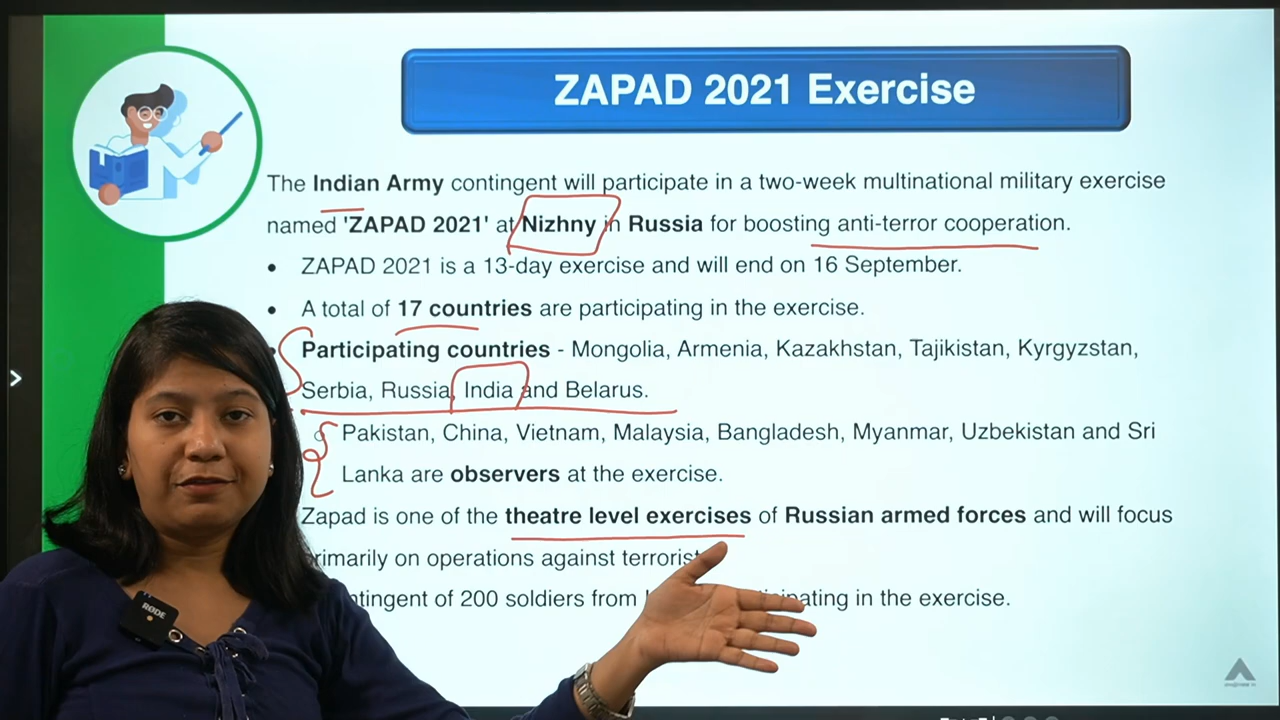 ZAPAD 2021 Exercise
The Indian Army contingent will participate in a two-week multinational military exercise
named 'ZAPAD 2021' at Nizhny in Russia for boosting anti-terror cooperation.
• ZAPAD 2021 is a 13-day exercise and will end on 16 September.
• A total of 17 countries are participating in the exercise.
• Participating countries - Mongolia, Armenia, Kazakhstan, Tajikistan, Kyrgyzstan,
Serbia, Russia, India and Belarus.
Pakistan, China, Vietnam, Malaysia, Bangladesh, Myanmar, Uzbekistan and Sri
Lanka are observers at the exercise.
Zapad is one of the theatre level exercises of Russian armed forces and will focus
on operations against
of 200 soldiers from in the exercise.
RØDE